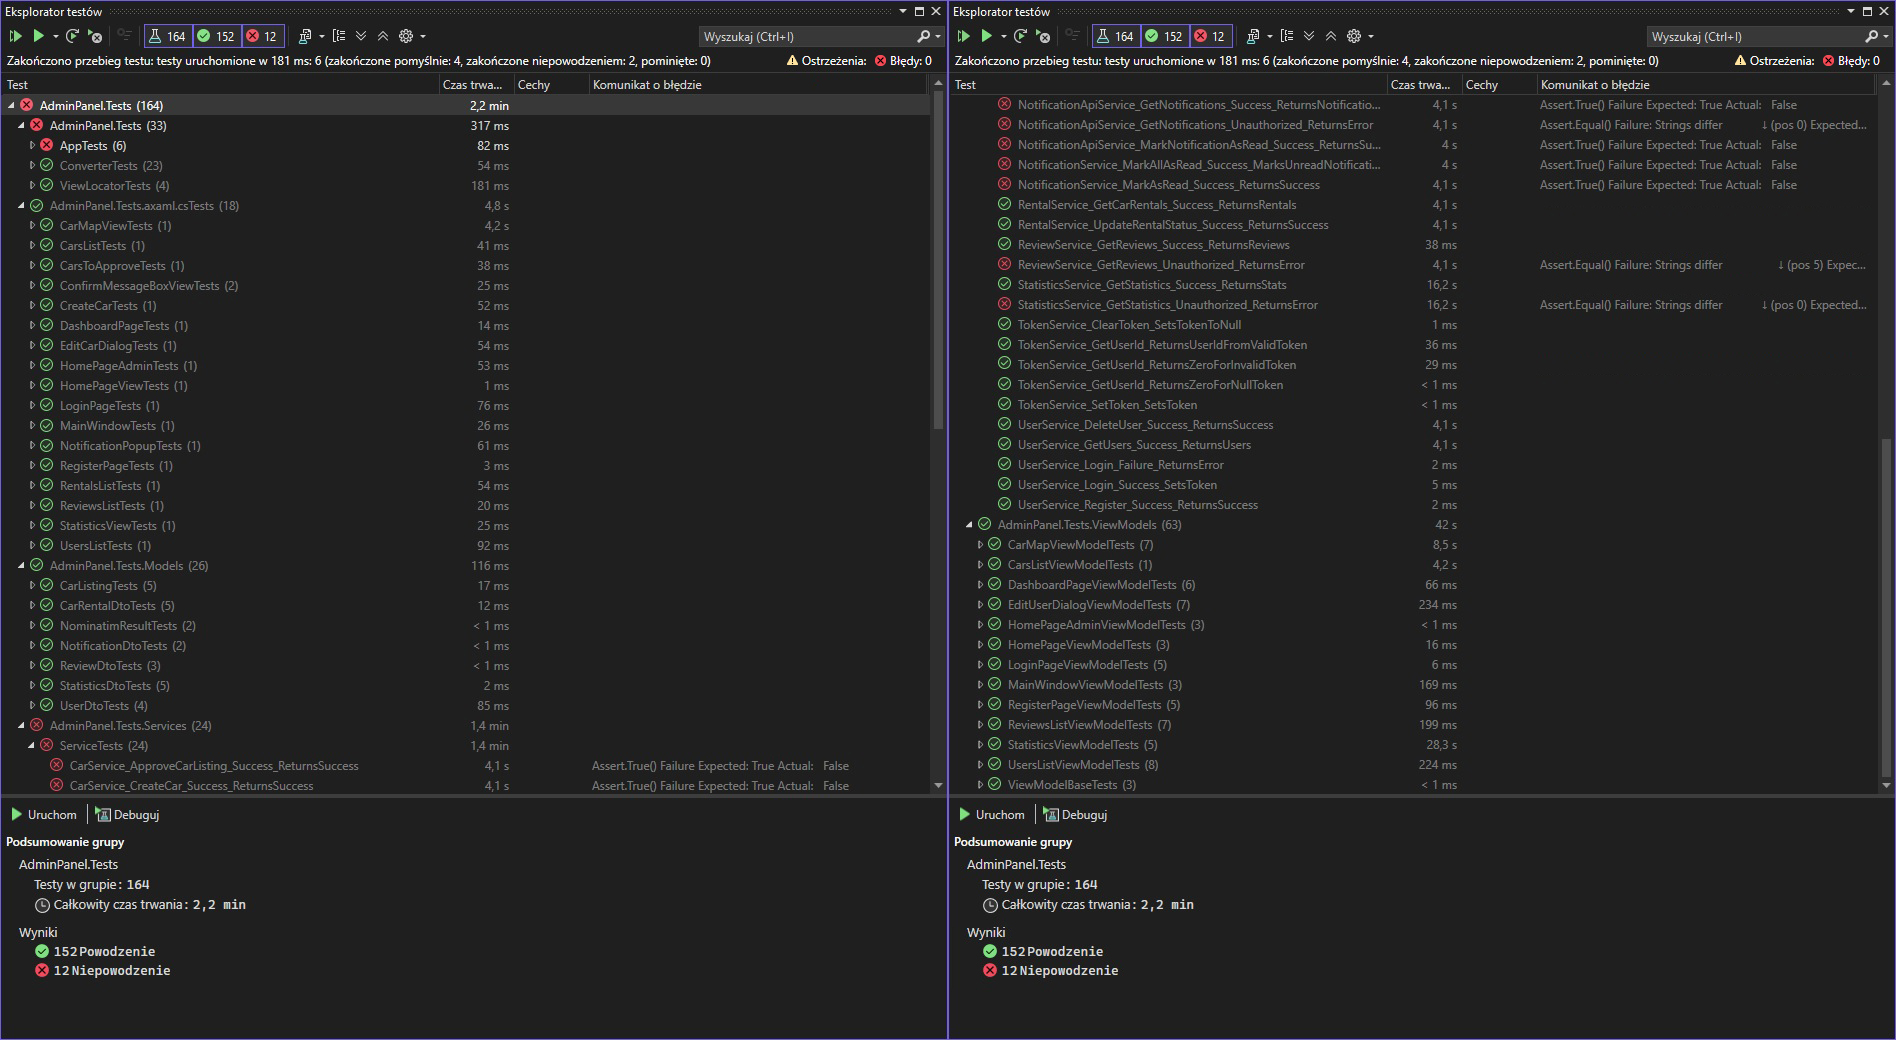 Eksplorator testów
164 152 12
Wyszukaj (Ctrl+I)
Zakończono przebieg testu: testy uruchomione w 181 ms: 6 (zakończone pomyślnie: 4, zakończone niepowodzeniem: 2, pominięte: 0)
Ostrzeżenia: Błędy: 0
Test Czas trwa... Cechy Komunikat o błędzie
AdminPanel.Tests (164) 2,2 min
AdminPanel.Tests (33) 317 ms
AppTests (6) 82 ms
ConverterTests (23) 54 ms
ViewLocatorTests (4) 181 ms
AdminPanel.Tests.axaml.csTests (18) 4,8 s
CarMapViewTests (1) 4,2 s
CarsListTests (1) 41 ms
CarsToApproveTests (1) 38 ms
ConfirmMessageBoxViewTests (2) 25 ms
CreateCarTests (1) 52 ms
DashboardPageTests (1) 14 ms
EditCarDialogTests (1) 54 ms
HomePageAdminTests (1) 53 ms
HomePageViewTests (1) 1 ms
LoginPageTests (1) 76 ms
MainWindowTests (1) 26 ms
NotificationPopupTests (1) 61 ms
RegisterPageTests (1) 3 ms
RentalsListTests (1) 54 ms
ReviewsListTests (1) 20 ms
StatisticsViewTests (1) 25 ms
UsersListTests (1) 92 ms
AdminPanel.Tests.Models (26) 116 ms
CarListingTests (5) 17 ms
CarRentalDtoTests (5) 12 ms
NominatimResultTests (2) < 1 ms
NotificationDtoTests (2) < 1 ms
ReviewDtoTests (3) < 1 ms
StatisticsDtoTests (5) 2 ms
UserDtoTests (4) 85 ms
AdminPanel.Tests.Services (24) 1,4 min
ServiceTests (24) 1,4 min
CarService_ApproveCarListing_Success_ReturnsSuccess 4,1 s Assert.True() Failure Expected: True Actual: False
CarService_CreateCar_Success_ReturnsSuccess 4,1 s Assert.True() Failure Expected: True Actual: False
Uruchom Debuguj
Podsumowanie grupy
AdminPanel.Tests
Testy w grupie: 164
Całkowity czas trwania: 2,2 min
Wyniki
152 Powodzenie
12 Niepowodzenie
Eksplorator testów
164 152 12
Wyszukaj (Ctrl+I)
Zakończono przebieg testu: testy uruchomione w 181 ms: 6 (zakończone pomyślnie: 4, zakończone niepowodzeniem: 2, pominięte: 0)
Ostrzeżenia: Błędy: 0
Test Czas trwa... Cechy Komunikat o błędzie
NotificationApiService_GetNotifications_Success_ReturnsNotificatio... 4,1 s Assert.True() Failure Expected: True Actual: False
NotificationApiService_GetNotifications_Unauthorized_ReturnsError 4,1 s Assert.Equal() Failure: Strings differ ↓ (pos 0) Expected...
NotificationApiService_MarkNotificationAsRead_Success_ReturnsSu... 4 s Assert.True() Failure Expected: True Actual: False
NotificationService_MarkAllAsRead_Success_MarksUnreadNotificati... 4 s Assert.True() Failure Expected: True Actual: False
NotificationService_MarkAsRead_Success_ReturnsSuccess 4,1 s Assert.True() Failure Expected: True Actual: False
RentalService_GetCarRentals_Success_ReturnsRentals 4,1 s
RentalService_UpdateRentalStatus_Success_ReturnsSuccess 4,1 s
ReviewService_GetReviews_Success_ReturnsReviews 38 ms
ReviewService_GetReviews_Unauthorized_ReturnsError 4,1 s Assert.Equal() Failure: Strings differ ↓ (pos 5) Expec...
StatisticsService_GetStatistics_Success_ReturnsStats 16,2 s
StatisticsService_GetStatistics_Unauthorized_ReturnsError 16,2 s Assert.Equal() Failure: Strings differ ↓ (pos 0) Expected...
TokenService_ClearToken_SetsTokenToNull 1 ms
TokenService_GetUserId_ReturnsUserIdFromValidToken 36 ms
TokenService_GetUserId_ReturnsZeroForInvalidToken 29 ms
TokenService_GetUserId_ReturnsZeroForNullToken < 1 ms
TokenService_SetToken_SetsToken < 1 ms
UserService_DeleteUser_Success_ReturnsSuccess 4,1 s
UserService_GetUsers_Success_ReturnsUsers 4,1 s
UserService_Login_Failure_ReturnsError 2 ms
UserService_Login_Success_SetsToken 5 ms
UserService_Register_Success_ReturnsSuccess 2 ms
AdminPanel.Tests.ViewModels (63) 42 s
CarMapViewModelTests (7) 8,5 s
CarsListViewModelTests (1) 4,2 s
DashboardPageViewModelTests (6) 66 ms
EditUserDialogViewModelTests (7) 234 ms
HomePageAdminViewModelTests (3) < 1 ms
HomePageViewModelTests (3) 16 ms
LoginPageViewModelTests (5) 6 ms
MainWindowViewModelTests (3) 169 ms
RegisterPageViewModelTests (5) 96 ms
ReviewsListViewModelTests (7) 199 ms
StatisticsViewModelTests (5) 28,3 s
UsersListViewModelTests (8) 224 ms
ViewModelBaseTests (3) < 1 ms
Uruchom Debuguj
Podsumowanie grupy
AdminPanel.Tests
Testy w grupie: 164
Całkowity czas trwania: 2,2 min
Wyniki
152 Powodzenie
12 Niepowodzenie